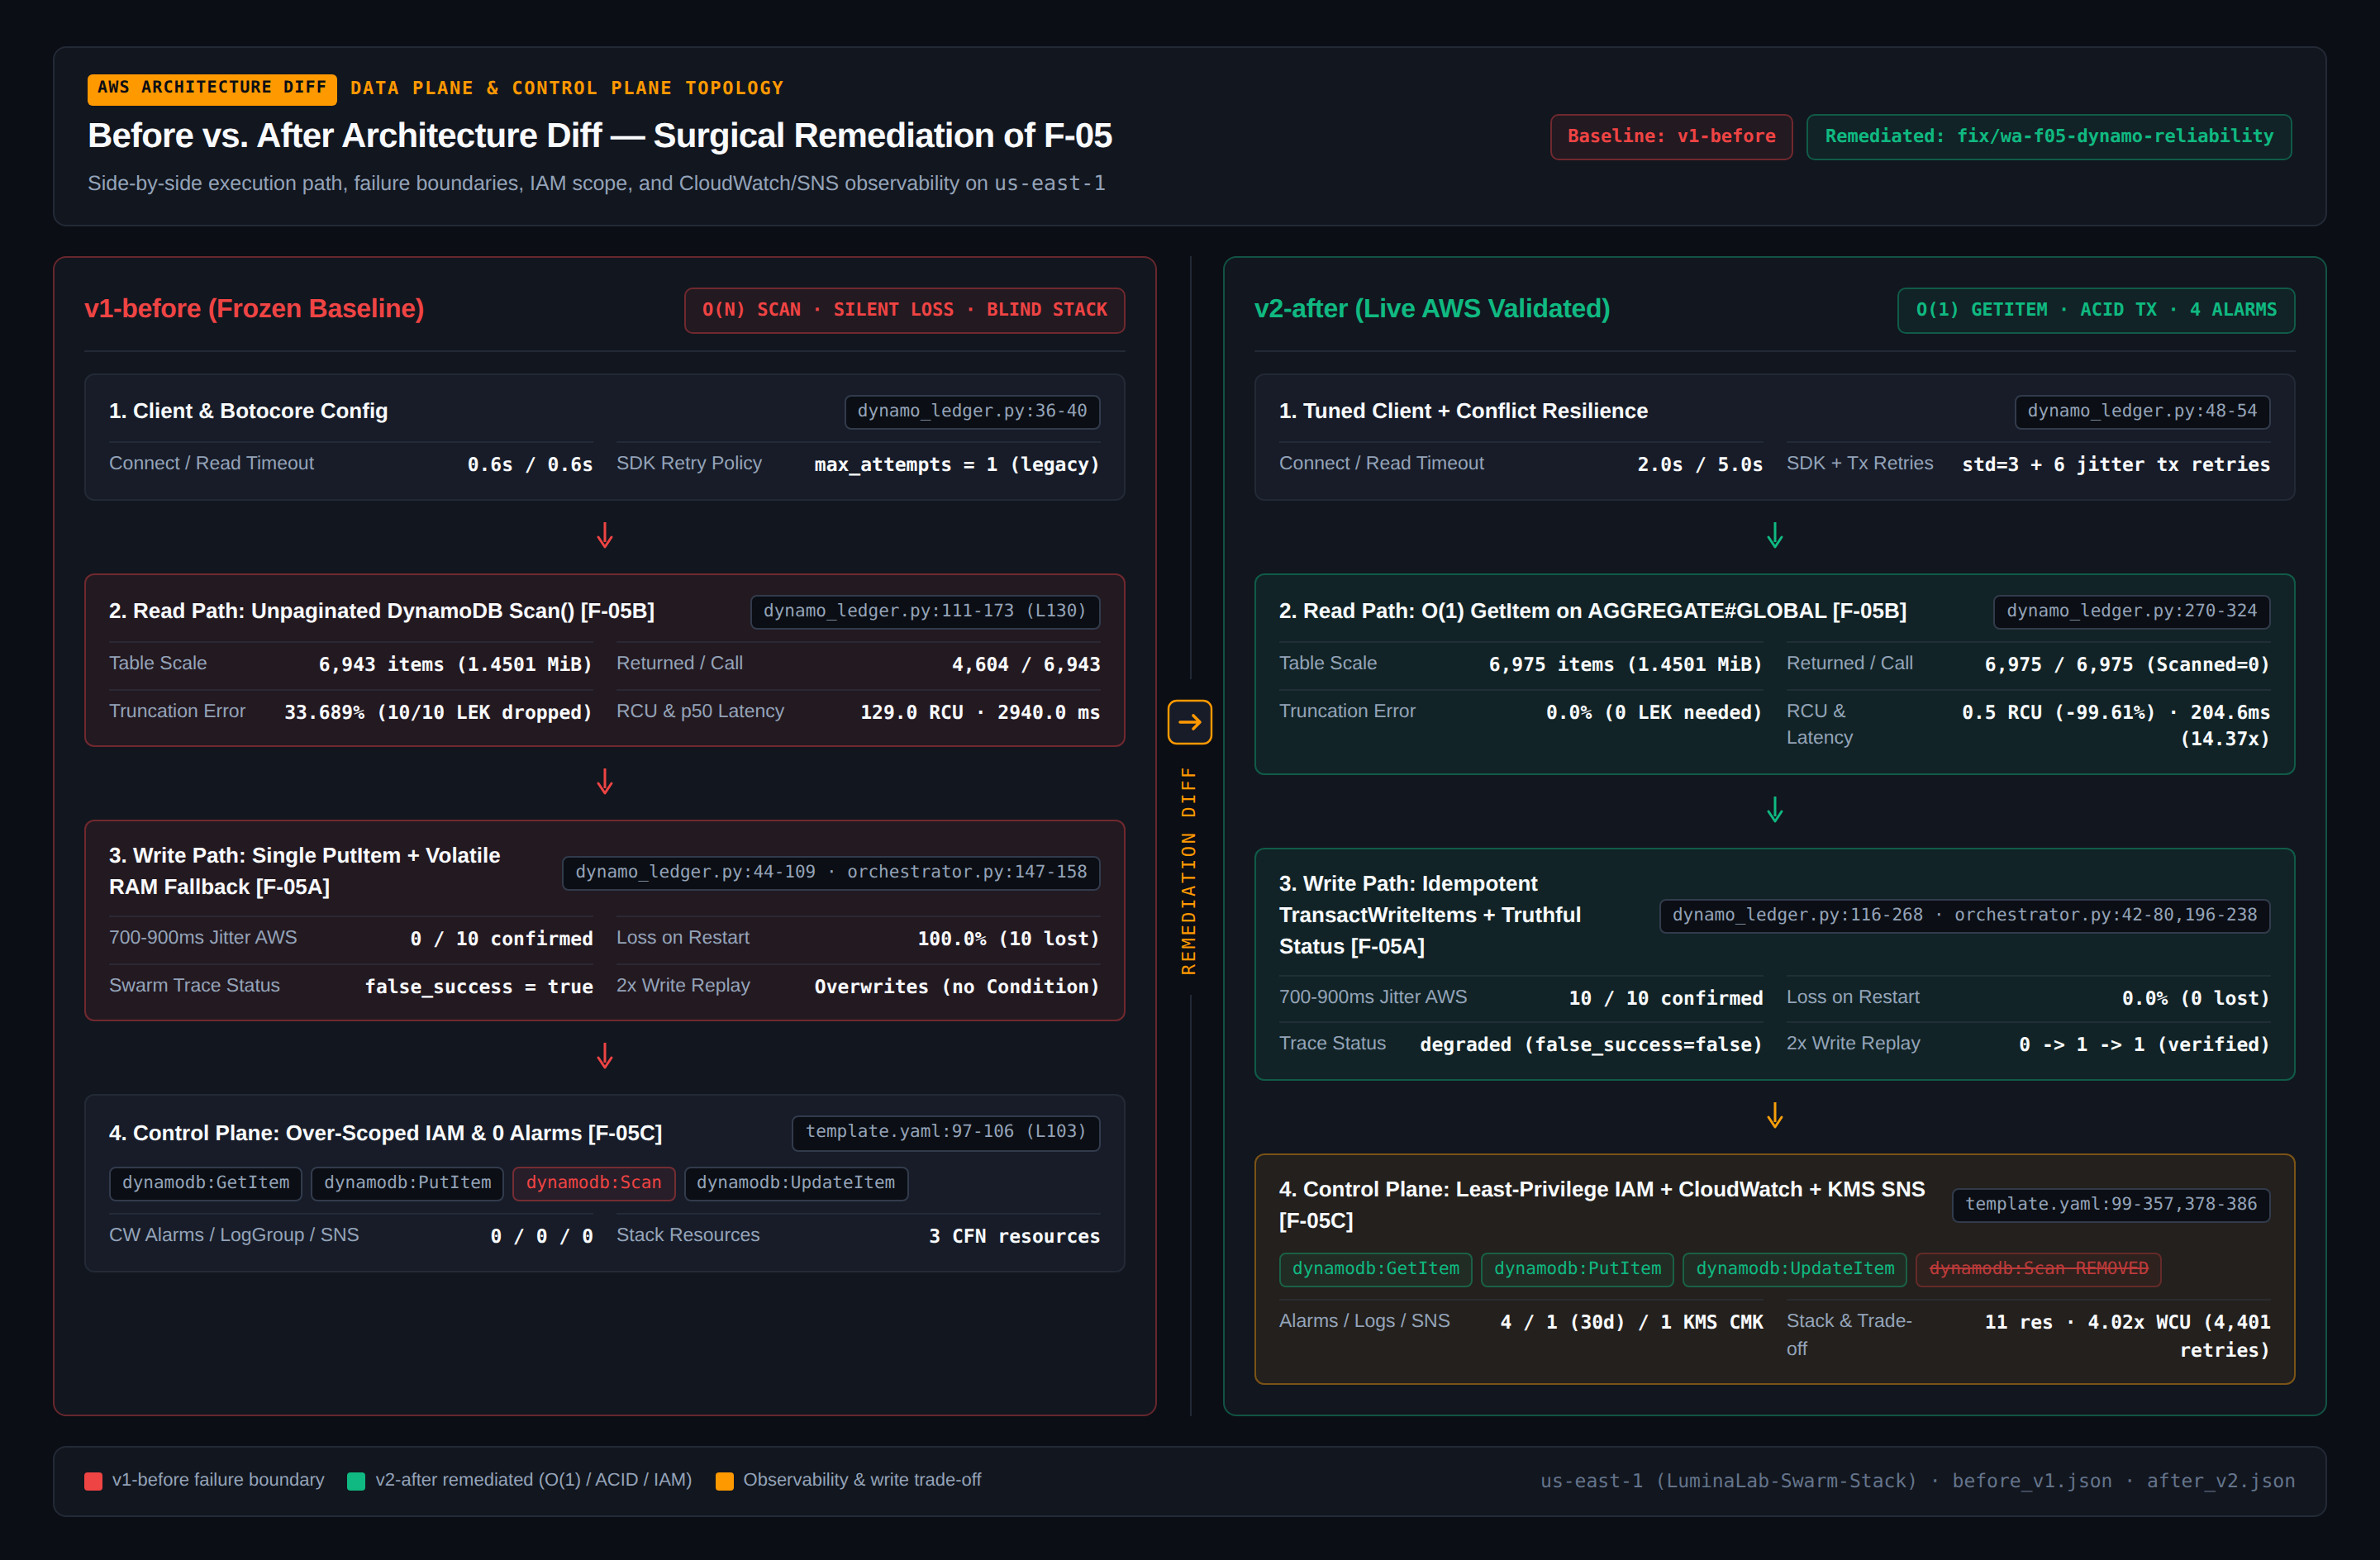 AWS ARCHITECTURE DIFF DATA PLANE & CONTROL PLANE TOPOLOGY
Before vs. After Architecture Diff — Surgical Remediation of F-05
Side-by-side execution path, failure boundaries, IAM scope, and CloudWatch/SNS observability on us-east-1
Baseline: v1-before Remediated: fix/wa-f05-dynamo-reliability
v1-before (Frozen Baseline) O(N) SCAN · SILENT LOSS · BLIND STACK
1. Client & Botocore Config dynamo_ledger.py:36-40
Connect / Read Timeout 0.6s / 0.6s SDK Retry Policy max_attempts = 1 (legacy)
↓
2. Read Path: Unpaginated DynamoDB Scan() [F-05B] dynamo_ledger.py:111-173 (L130)
Table Scale 6,943 items (1.4501 MiB) Returned / Call 4,604 / 6,943
Truncation Error 33.689% (10/10 LEK dropped) RCU & p50 Latency 129.0 RCU · 2940.0 ms
↓
3. Write Path: Single PutItem + Volatile
RAM Fallback [F-05A]
dynamo_ledger.py:44-109 · orchestrator.py:147-158
700-900ms Jitter AWS 0 / 10 confirmed Loss on Restart 100.0% (10 lost)
Swarm Trace Status false_success = true 2x Write Replay Overwrites (no Condition)
↓
4. Control Plane: Over-Scoped IAM & 0 Alarms [F-05C] template.yaml:97-106 (L103)
dynamodb:GetItem dynamodb:PutItem dynamodb:Scan dynamodb:UpdateItem
CW Alarms / LogGroup / SNS 0 / 0 / 0 Stack Resources 3 CFN resources
→
REMEDIATION DIFF
v2-after (Live AWS Validated) O(1) GETITEM · ACID TX · 4 ALARMS
1. Tuned Client + Conflict Resilience dynamo_ledger.py:48-54
Connect / Read Timeout 2.0s / 5.0s SDK + Tx Retries std=3 + 6 jitter tx retries
↓
2. Read Path: O(1) GetItem on AGGREGATE#GLOBAL [F-05B] dynamo_ledger.py:270-324
Table Scale 6,975 items (1.4501 MiB) Returned / Call 6,975 / 6,975 (Scanned=0)
Truncation Error 0.0% (0 LEK needed) RCU & 0.5 RCU (-99.61%) · 204.6ms
Latency (14.37x)
↓
3. Write Path: Idempotent
TransactWriteItems + Truthful
Status [F-05A]
dynamo_ledger.py:116-268 · orchestrator.py:42-80,196-238
700-900ms Jitter AWS 10 / 10 confirmed Loss on Restart 0.0% (0 lost)
Trace Status degraded (false_success=false) 2x Write Replay 0 -> 1 -> 1 (verified)
↓
4. Control Plane: Least-Privilege IAM + CloudWatch + KMS SNS
[F-05C]
template.yaml:99-357,378-386
dynamodb:GetItem dynamodb:PutItem dynamodb:UpdateItem dynamodb:Scan REMOVED
Alarms / Logs / SNS 4 / 1 (30d) / 1 KMS CMK Stack & Trade- 11 res · 4.02x WCU (4,401
off retries)
v1-before failure boundary v2-after remediated (O(1) / ACID / IAM) Observability & write trade-off
us-east-1 (LuminaLab-Swarm-Stack) · before_v1.json · after_v2.json